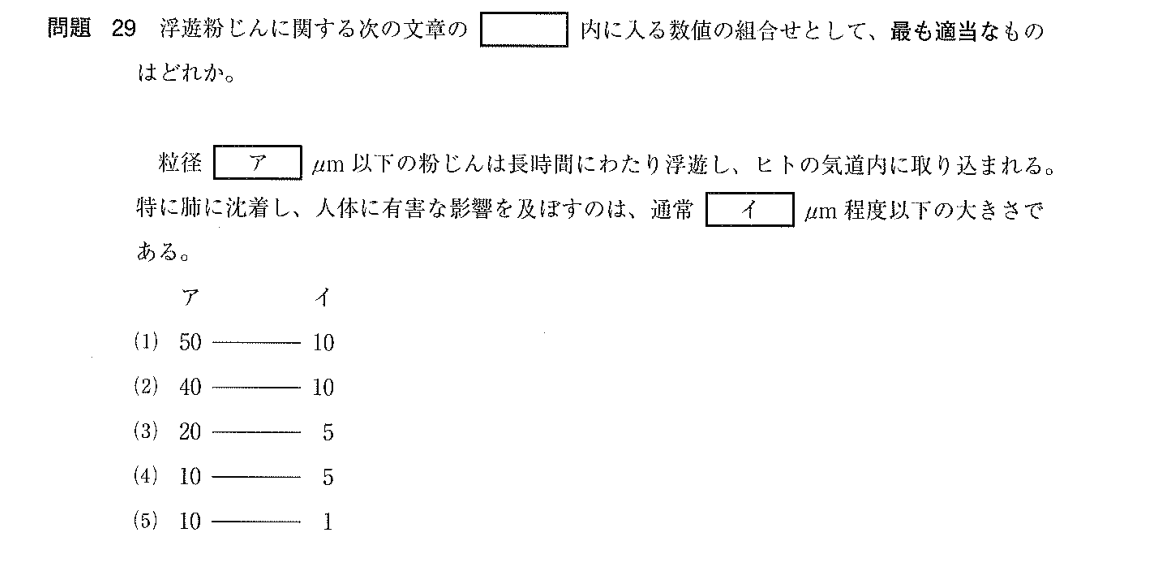 問題 29 浮遊粉じんに関する次の文章の 内に入る数値の組合せとして、最も適当なもの
はどれか。
粒径 ア μm 以下の粉じんは長時間にわたり浮遊し、ヒトの気道内に取り込まれる。
特に肺に沈着し、人体に有害な影響を及ぼすのは、通常 イ μm 程度以下の大きさで
ある。
ア イ
(1) 50 ――― 10
(2) 40 ――― 10
(3) 20 ――― 5
(4) 10 ――― 5
(5) 10 ――― 1